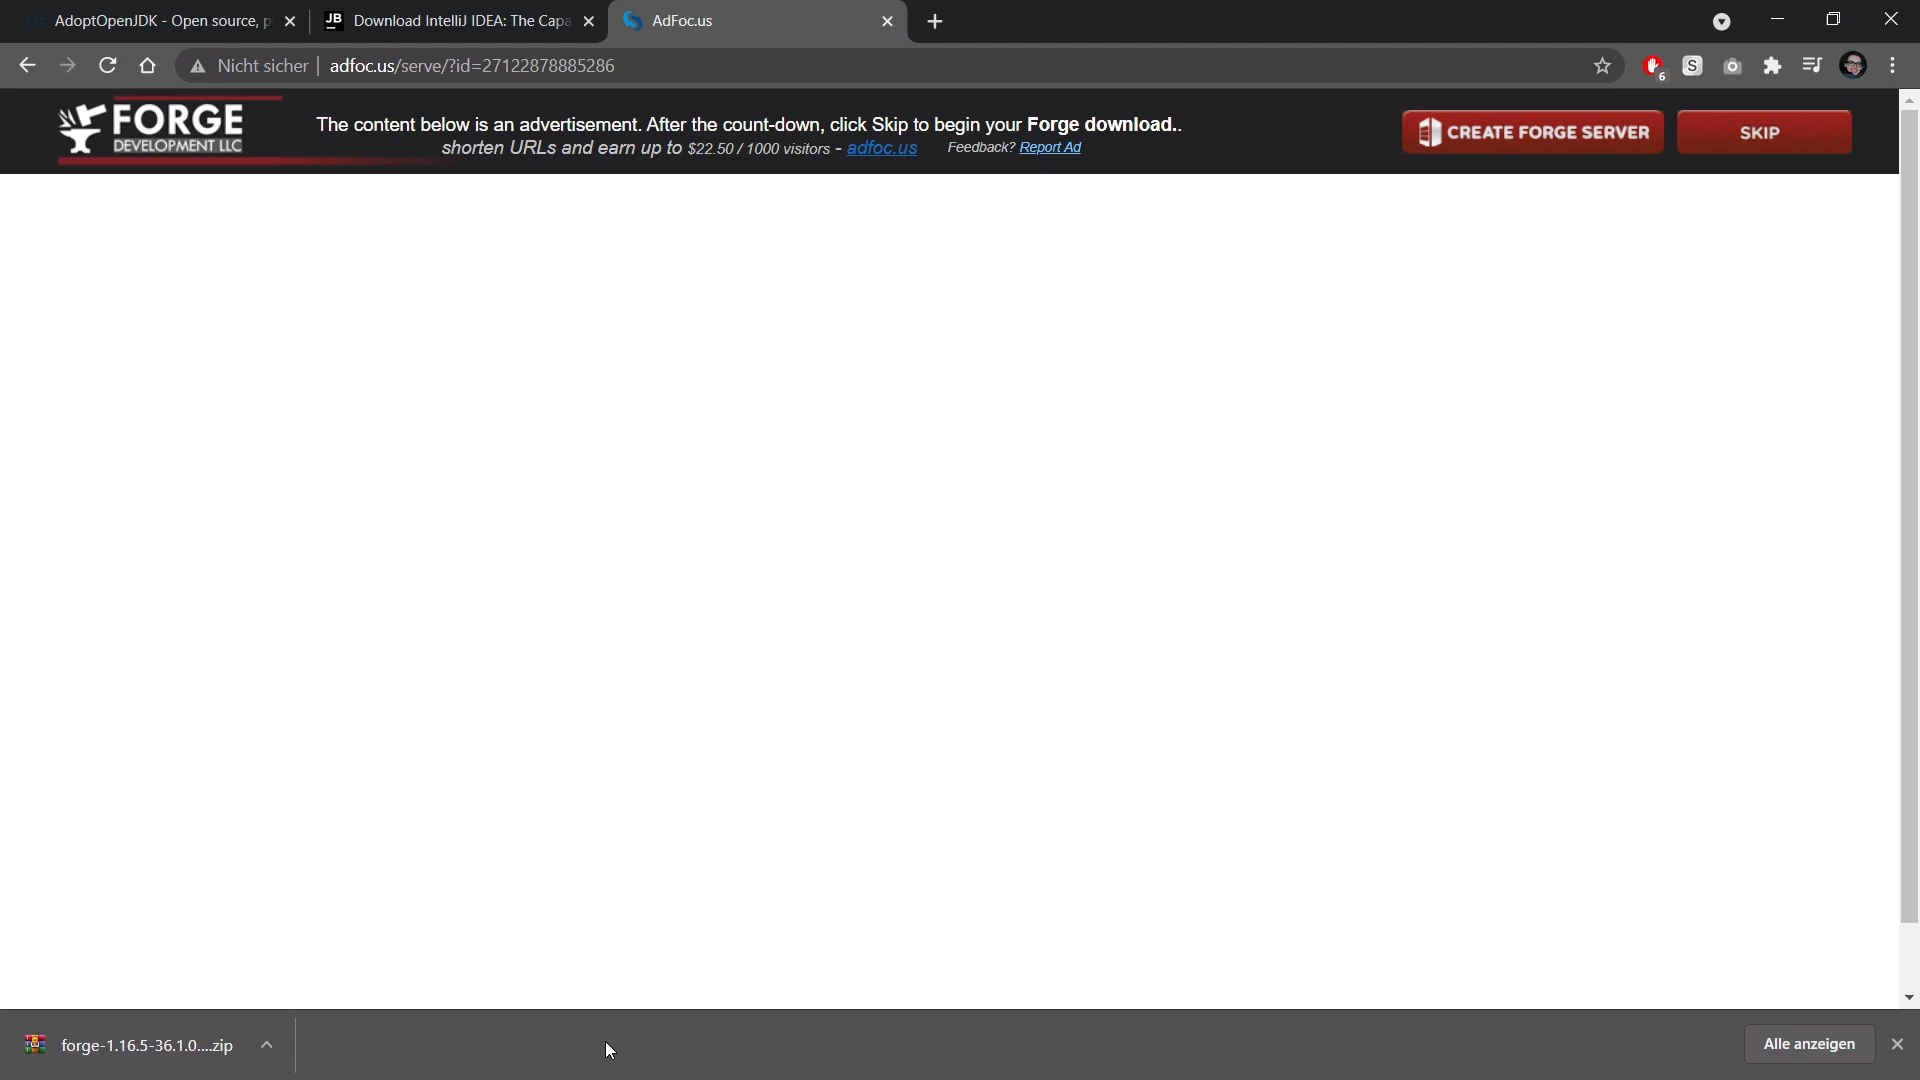 AdoptOpenJDK - Open source, p
JB Download IntelliJ IDEA: The Capa
AdFoc.us
Nicht sicher | adfoc.us/serve/?id=27122878885286
6
S
FORGE
DEVELOPMENT LLC
The content below is an advertisement. After the count-down, click Skip to begin your Forge download..
shorten URLs and earn up to $22.50 / 1000 visitors - adfoc.us Feedback? Report Ad
CREATE FORGE SERVER
SKIP
forge-1.16.5-36.1.0....zip
Alle anzeigen